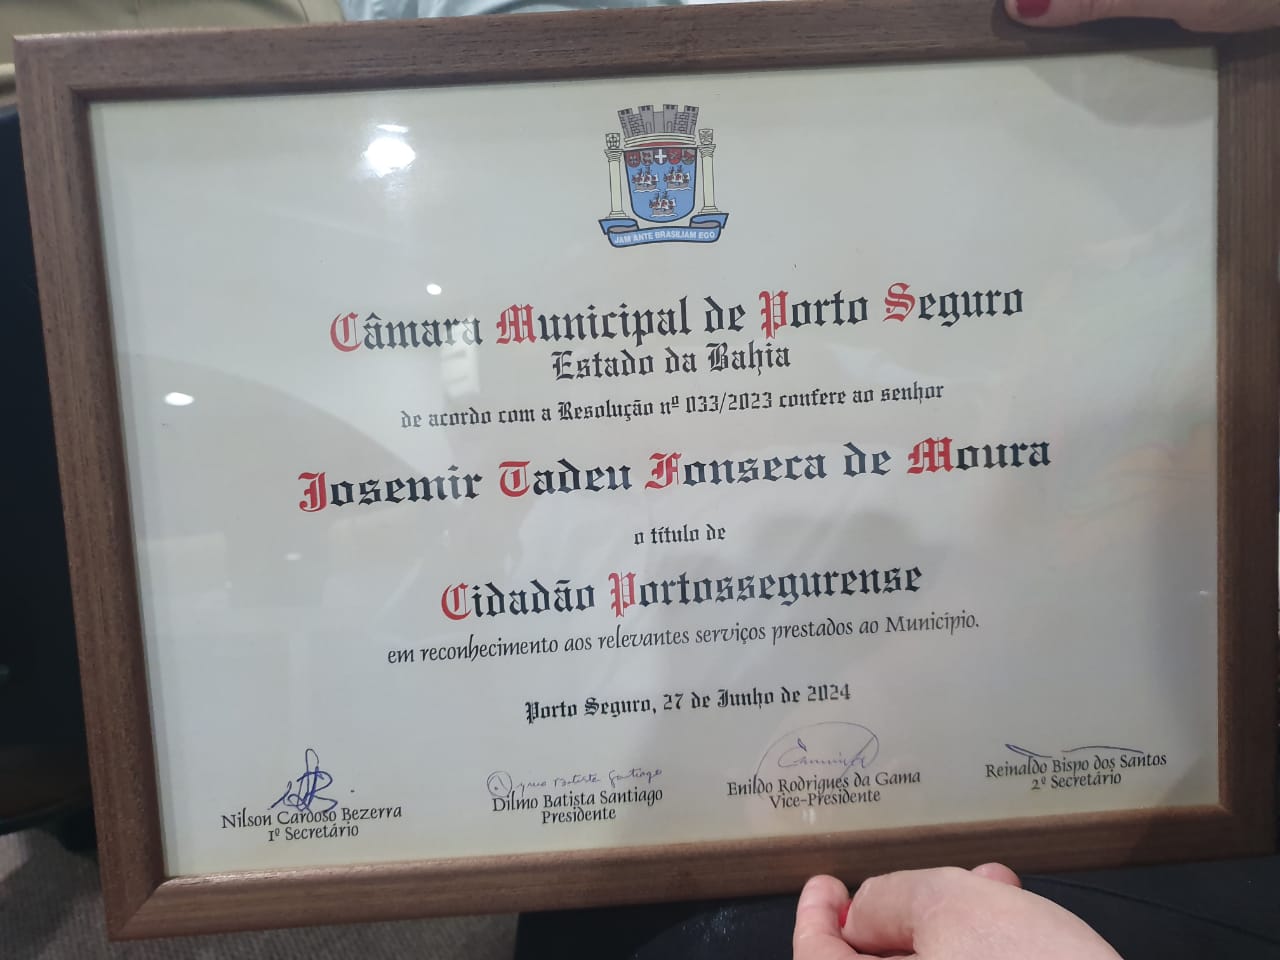 JAM ANTE BRASILIAM EGO
Câmara Municipal de Porto Seguro
Estado da Bahia
de acordo com a Resolução nº 033/2023 confere ao senhor
Josemir Tadeu Fonseca de Moura
o título de
Cidadão Portossegurense
em reconhecimento aos relevantes serviços prestados ao Município.
Porto Seguro, 27 de Junho de 2024
Nilson Cardoso Bezerra
1º Secretário
Batista Santiago
Dilmo Batista Santiago
Presidente
Enildo Rodrigues da Gama
Vice-Presidente
Reinaldo Bispo dos Santos
2º Secretário